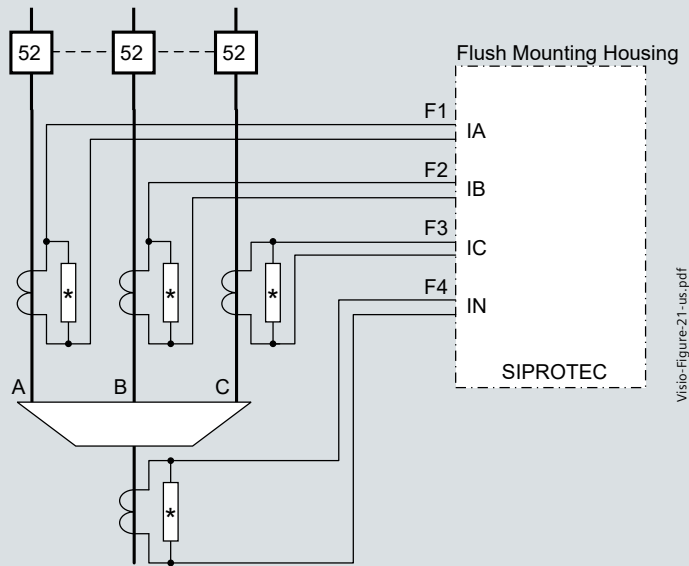 52
52
52
Flush Mounting Housing
F1
IA
F2
IB
F3
IC
F4
IN
*
*
*
SIPROTEC
A
B
C
*
Visio-Figure-21-us.pdf